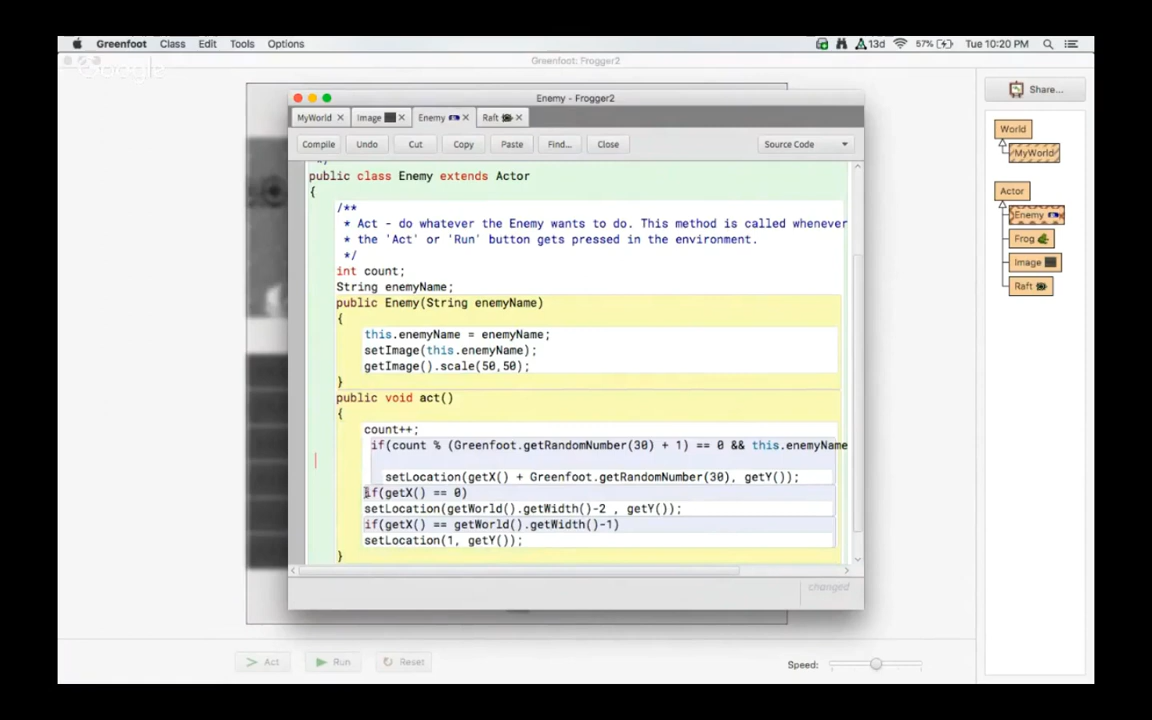 Greenfoot Class Edit Tools Options 13d 57% Tue 10:20 PM
Google
Greenfoot: Frogger2
Share...
Enemy - Frogger2
MyWorld Image Enemy Raft
Compile Undo Cut Copy Paste Find... Close Source Code
*/
public class Enemy extends Actor
{
/**
* Act - do whatever the Enemy wants to do. This method is called whenever
* the 'Act' or 'Run' button gets pressed in the environment.
*/
int count;
String enemyName;
public Enemy(String enemyName)
{
this.enemyName = enemyName;
setImage(this.enemyName);
getImage().scale(50,50);
}
public void act()
{
count++;
if(count % (Greenfoot.getRandomNumber(30) + 1) == 0 && this.enemyName
setLocation(getX() + Greenfoot.getRandomNumber(30), getY());
if(getX() == 0)
setLocation(getWorld().getWidth()-2 , getY());
if(getX() == getWorld().getWidth()-1)
setLocation(1, getY());
}
changed
World
MyWorld
Actor
Enemy
Frog
Image
Raft
Act Run Reset Speed: